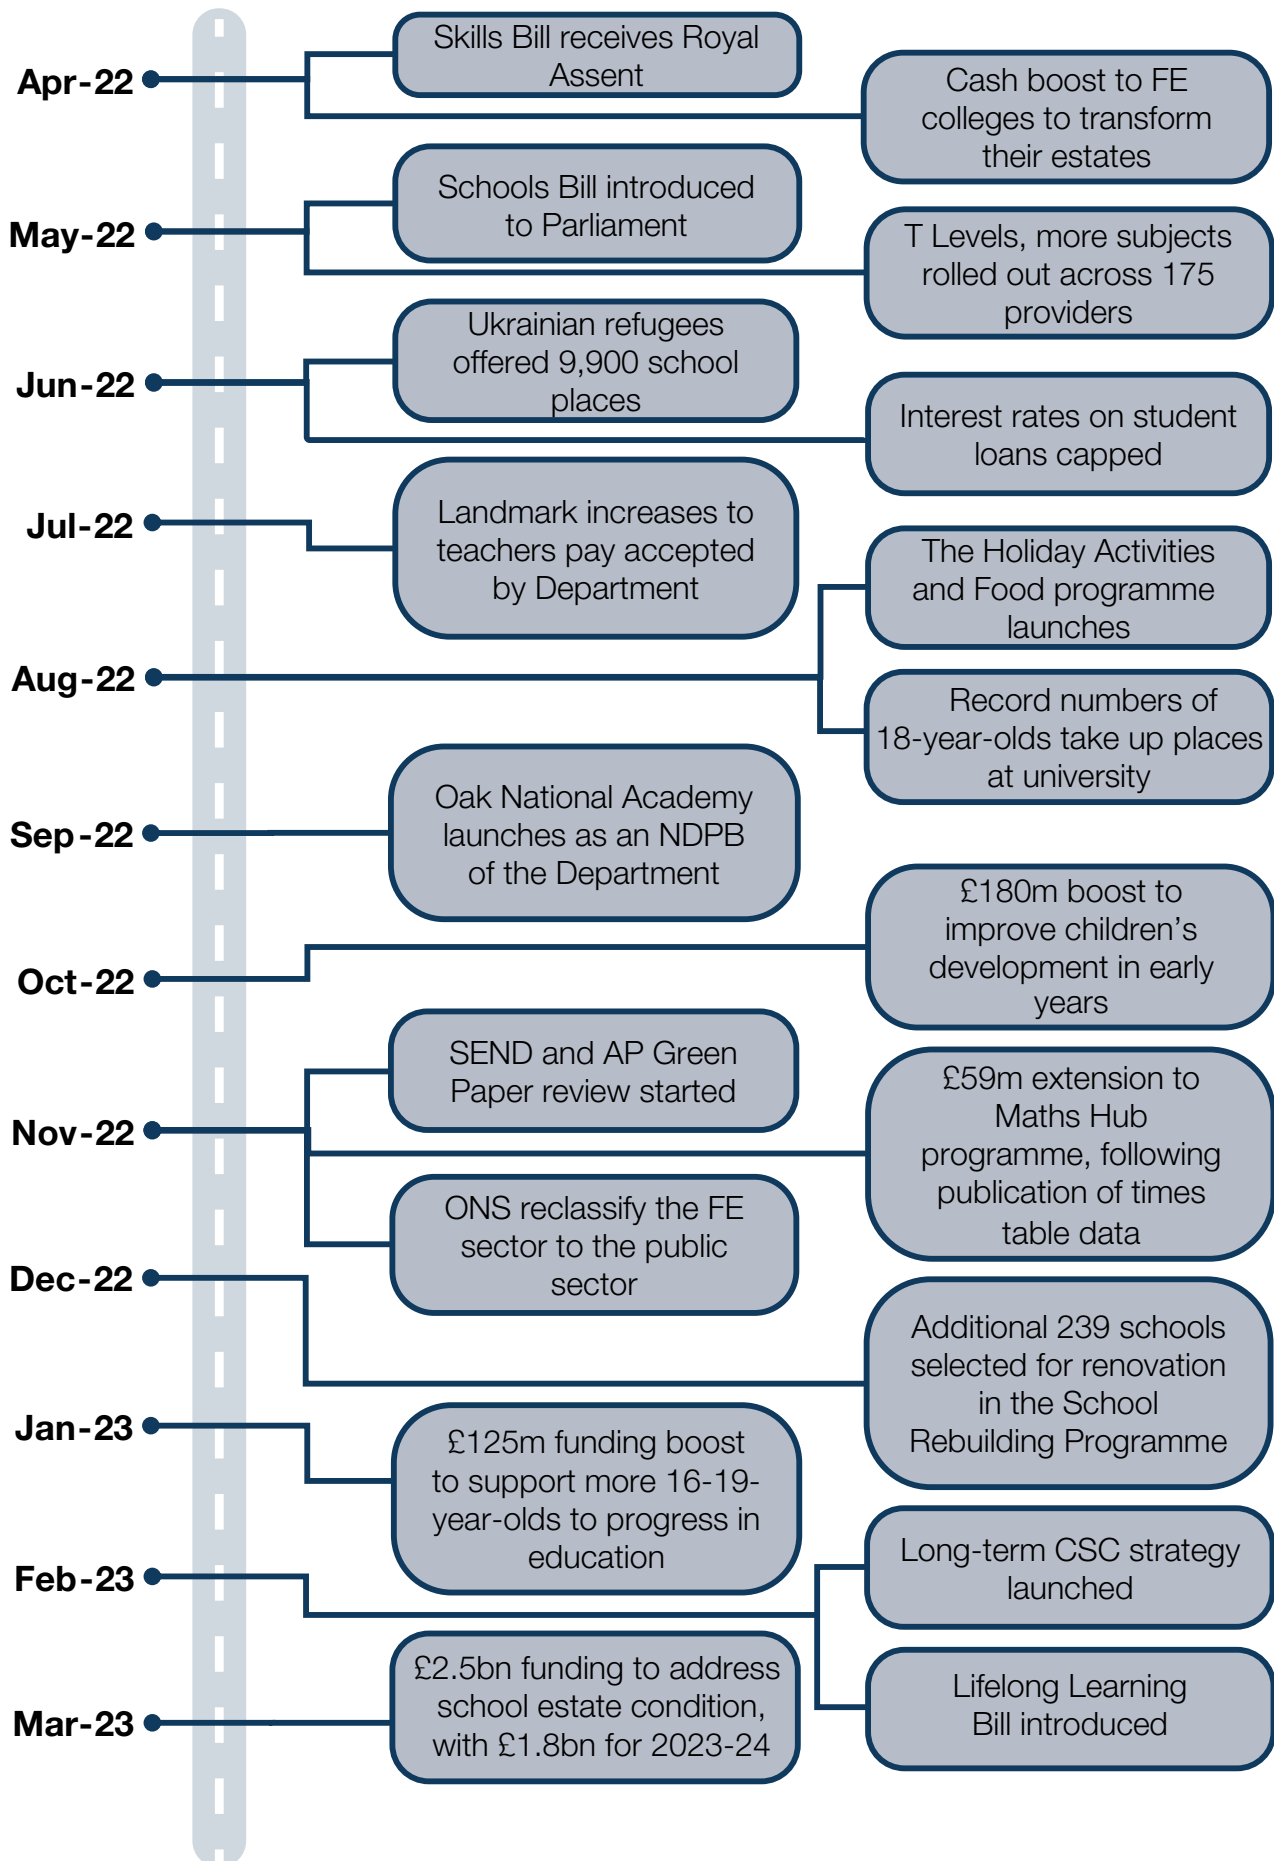 Apr-22
Skills Bill receives Royal
Assent
Cash boost to FE
colleges to transform
their estates
May-22
Schools Bill introduced
to Parliament
T Levels, more subjects
rolled out across 175
providers
Jun-22
Ukrainian refugees
offered 9,900 school
places
Interest rates on student
loans capped
Jul-22
Landmark increases to
teachers pay accepted
by Department
Aug-22
The Holiday Activities
and Food programme
launches
Record numbers of
18-year-olds take up places
at university
Sep-22
Oak National Academy
launches as an NDPB
of the Department
Oct-22
£180m boost to
improve children’s
development in early
years
Nov-22
SEND and AP Green
Paper review started
£59m extension to
Maths Hub
programme, following
publication of times
table data
ONS reclassify the FE
sector to the public
sector
Dec-22
Additional 239 schools
selected for renovation
in the School
Rebuilding Programme
Jan-23
£125m funding boost
to support more 16-19-
year-olds to progress in
education
Feb-23
Long-term CSC strategy
launched
Lifelong Learning
Bill introduced
Mar-23
£2.5bn funding to address
school estate condition,
with £1.8bn for 2023-24